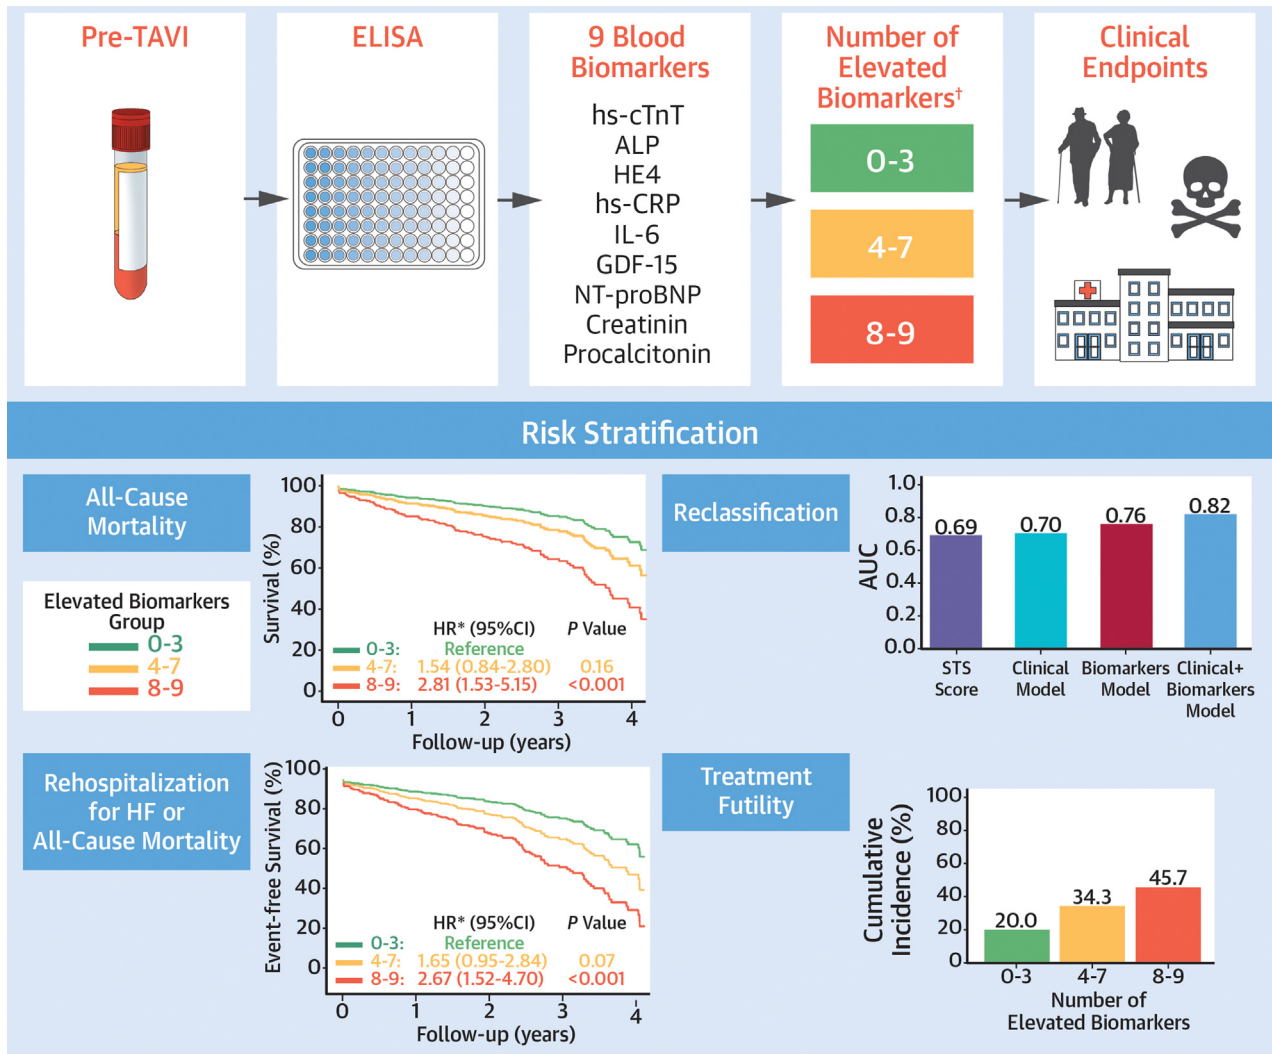 Pre-TAVI
ELISA
9 Blood
Biomarkers
hs-cTnT
ALP
HE4
hs-CRP
IL-6
GDF-15
NT-proBNP
Creatinin
Procalcitonin
Number of
Elevated
Biomarkers†
0-3
4-7
8-9
Clinical
Endpoints
Risk Stratification
All-Cause
Mortality
Elevated Biomarkers
Group
0-3
4-7
8-9
Survival (%)
100
80
60
40
20
0
HR* (95%CI) P Value
0-3: Reference
4-7: 1.54 (0.84-2.80) 0.16
8-9: 2.81 (1.53-5.15) <0.001
0 1 2 3 4
Follow-up (years)
Reclassification
AUC
1.0
0.8
0.6
0.4
0.2
0.0
0.69 0.70 0.76 0.82
STS
Score
Clinical
Model
Biomarkers
Model
Clinical+
Biomarkers
Model
Rehospitalization
for HF or
All-Cause Mortality
Event-free Survival (%)
100
80
60
40
20
0
HR* (95%CI) P Value
0-3: Reference
4-7: 1.65 (0.95-2.84) 0.07
8-9: 2.67 (1.52-4.70) <0.001
0 1 2 3 4
Follow-up (years)
Treatment
Futility
Cumulative
Incidence (%)
100
80
60
40
20
0
20.0 34.3 45.7
0-3 4-7 8-9
Number of
Elevated Biomarkers